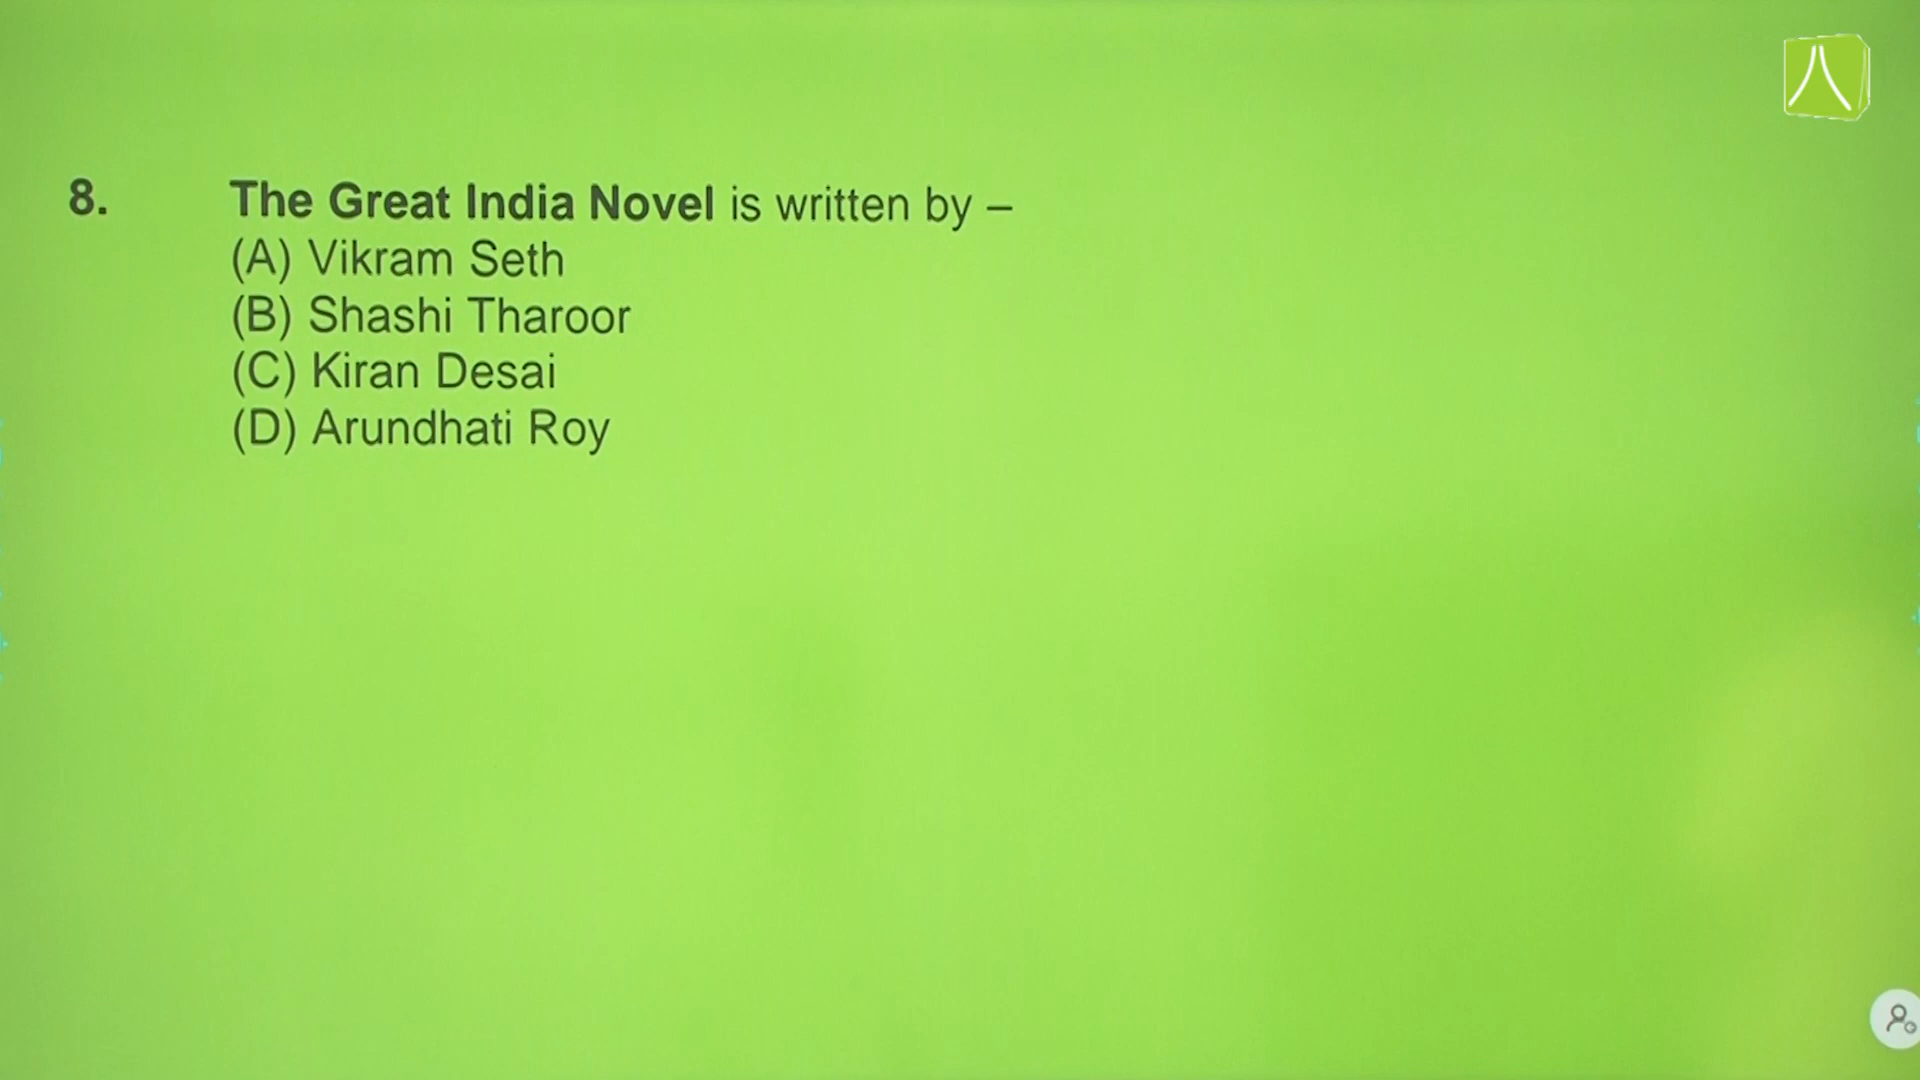 8. The Great India Novel is written by –
(A) Vikram Seth
(B) Shashi Tharoor
(C) Kiran Desai
(D) Arundhati Roy